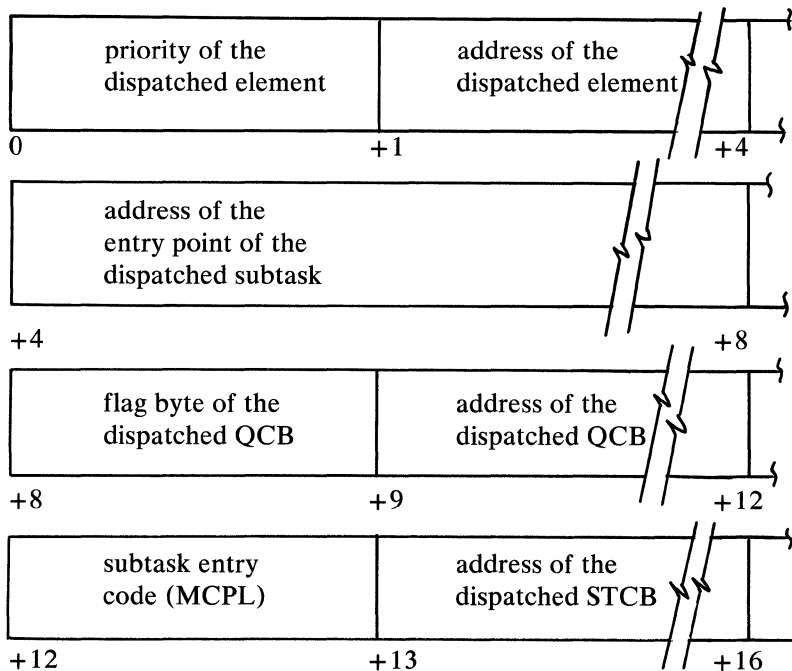 priority of the
dispatched element
address of the
dispatched element
0
+1
+4
address of the
entry point of the
dispatched subtask
+4
+8
flag byte of the
dispatched QCB
address of the
dispatched QCB
+8
+9
+12
subtask entry
code (MCPL)
address of the
dispatched STCB
+12
+13
+16